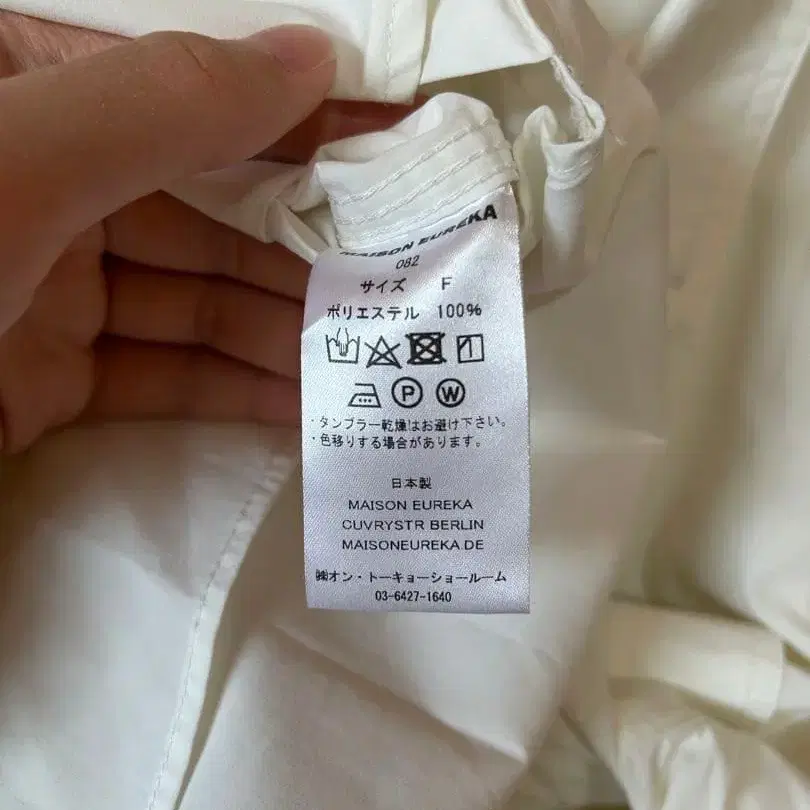 MAISON EUREKA
082
サイズ F
ポリエステル 100%
P W
・タンブラー乾燥はお避け下さい。
・色移りする場合があります。
日本製
MAISON EUREKA
CUVRYSTR BERLIN
MAISONEUREKA.DE
㈱オン・トーキョーショールーム
03-6427-1640